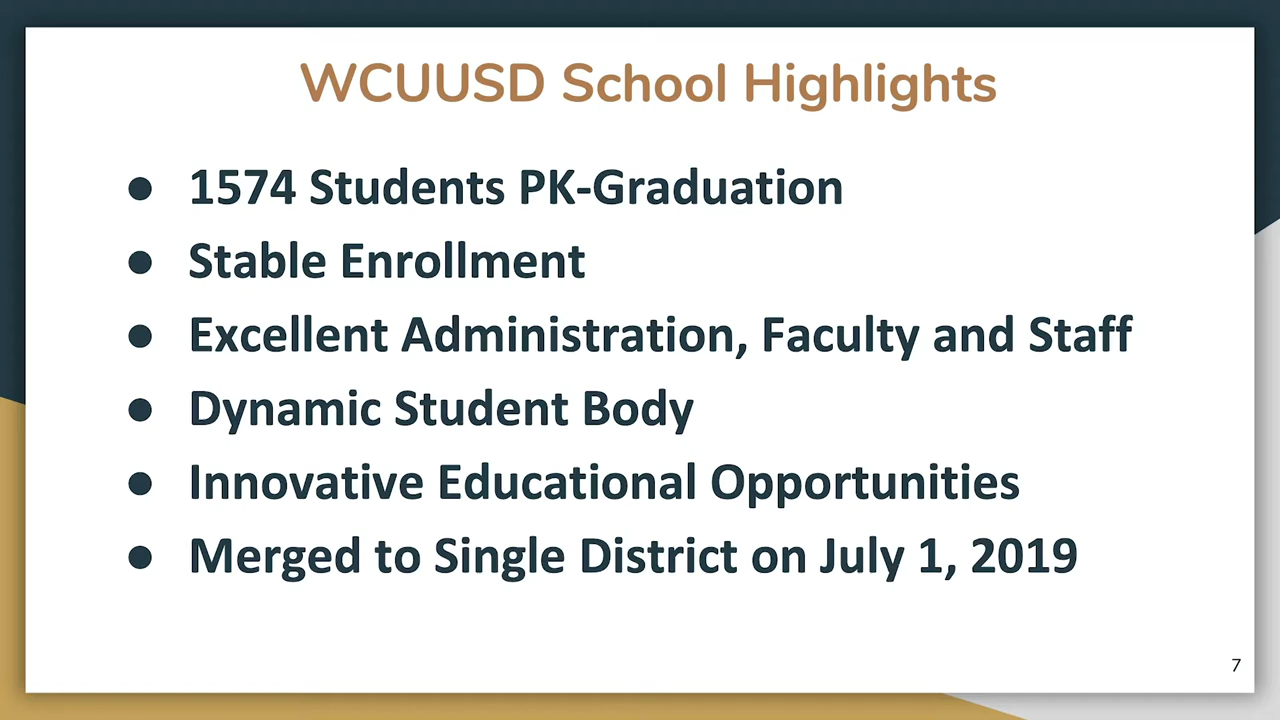 WCUUSD School Highlights
● 1574 Students PK-Graduation
● Stable Enrollment
● Excellent Administration, Faculty and Staff
● Dynamic Student Body
● Innovative Educational Opportunities
● Merged to Single District on July 1, 2019
7